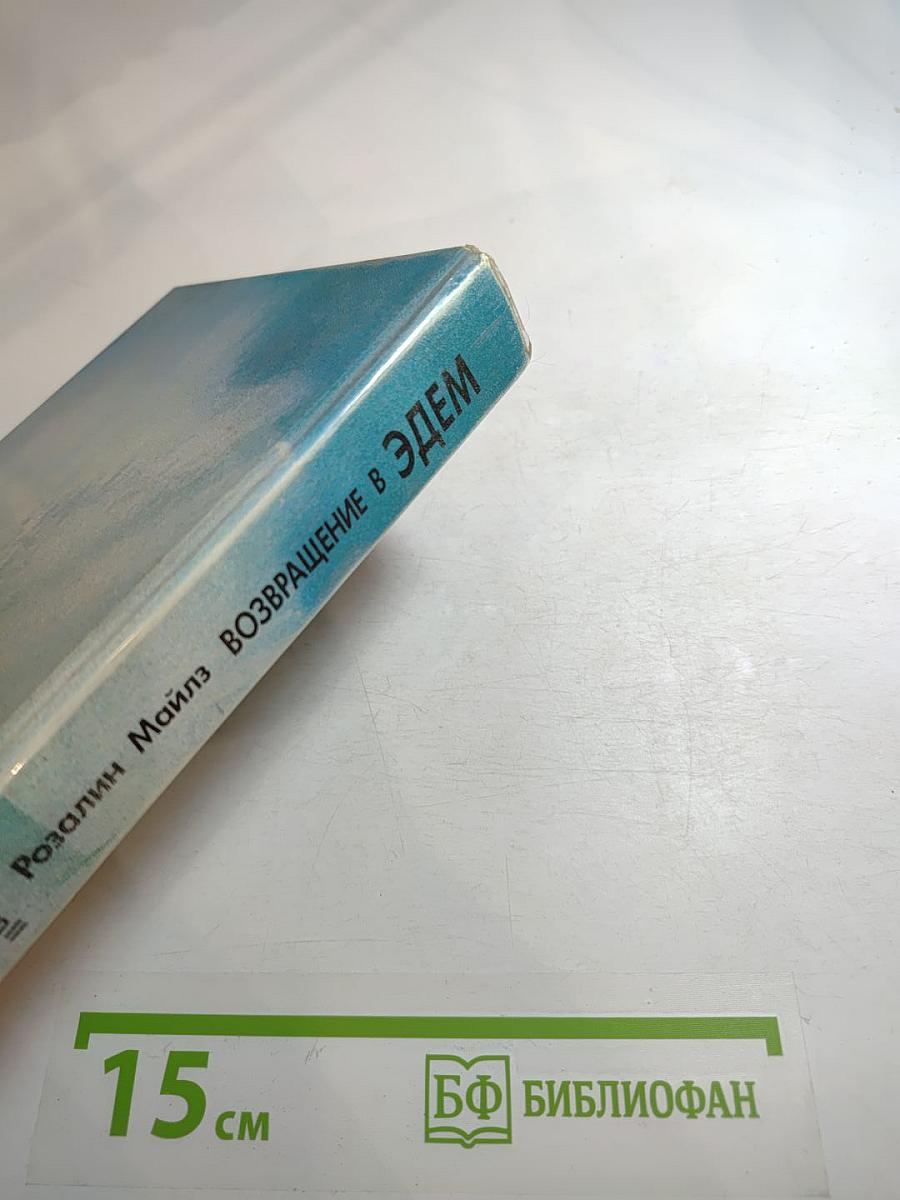 Розалин Майлз ВОЗВРАЩЕНИЕ В ЭДЕМ
15 см
БФ БИБЛИОФАН